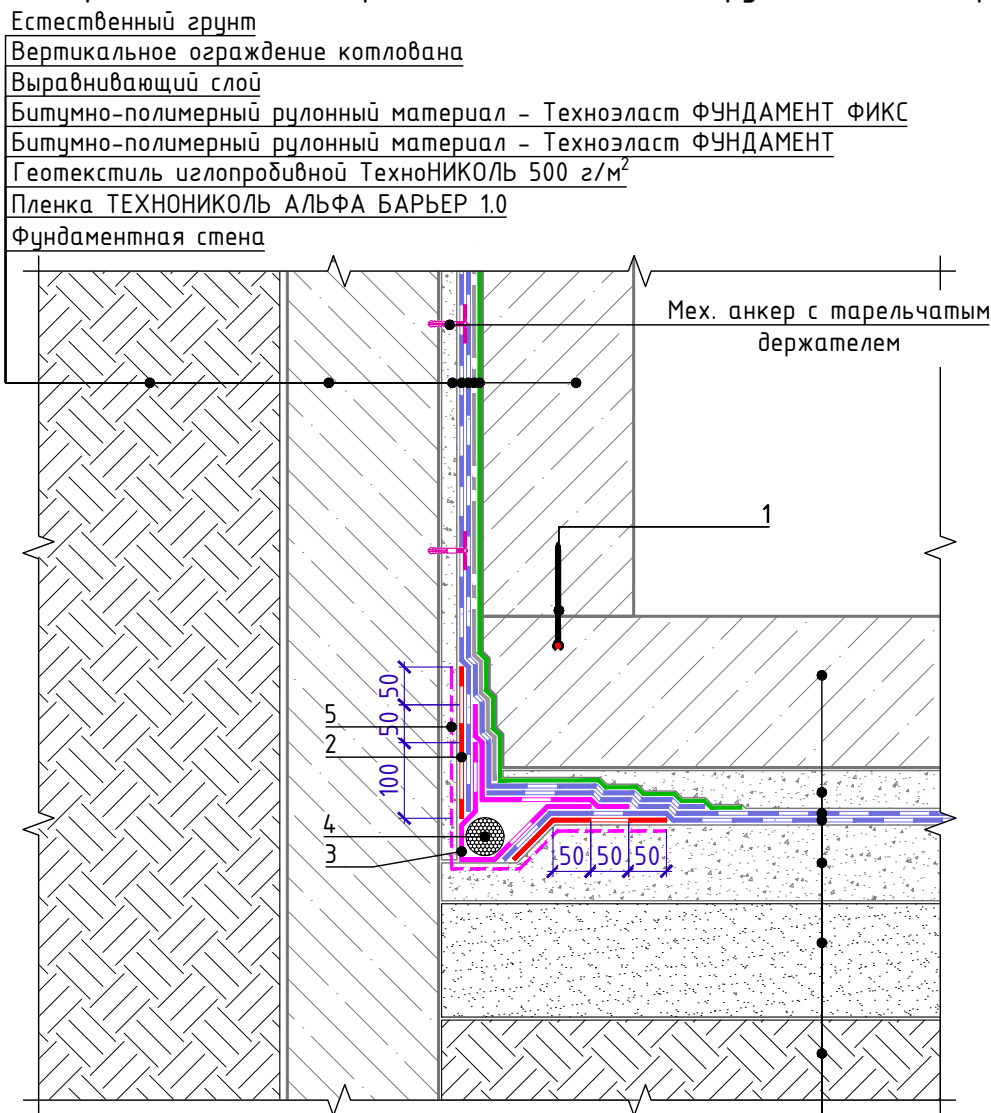 Естественный грунт
Вертикальное ограждение котлована
Выравнивающий слой
Битумно-полимерный рулонный материал - Техноэласт ФУНДАМЕНТ ФИКС
Битумно-полимерный рулонный материал - Техноэласт ФУНДАМЕНТ
Геотекстиль иглопробивной ТехноНИКОЛЬ 500 г/м²
Пленка ТЕХНОНИКОЛЬ АЛЬФА БАРЬЕР 1.0
Фундаментная стена
Мех. анкер с тарельчатым
держателем
1
50
50
100
5
2
4
3
50 50 50